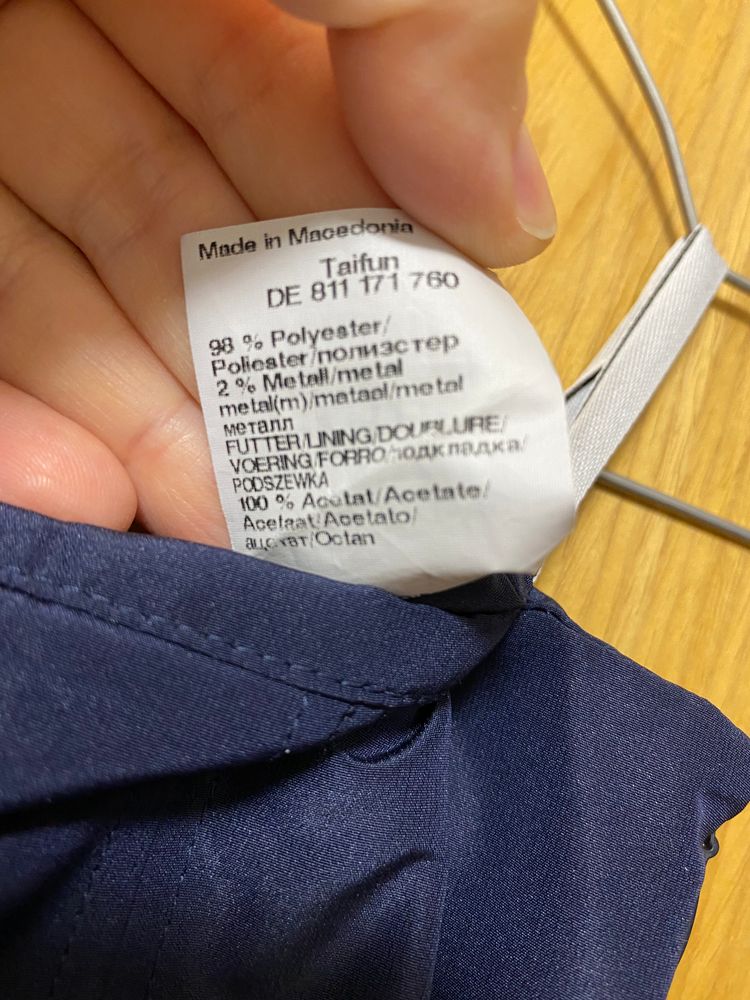 Made in Macedonia
Taifun
DE 811 171 760
98 % Polyester/
Poliester/полиэстер
2 % Metall/metal
metal(m)/metaal/metal
металл
FUTTER/LINING/DOUBLURE/
VOERING/FORRO/подкладка/
PODSZEWKA
100 % Acetat/Acetate/
Acetaat/Acetato/
ацетат/Octan